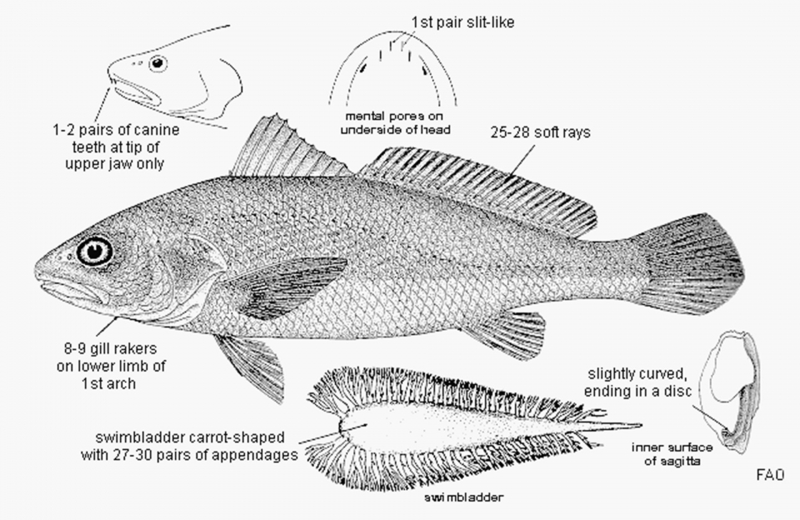 1st pair slit-like
mental pores on
underside of head
1-2 pairs of canine
teeth at tip of
upper jaw only
25-28 soft rays
8-9 gill rakers
on lower limb of
1st arch
slightly curved,
ending in a disc
swimbladder carrot-shaped
with 27-30 pairs of appendages
inner surface
of sagitta
FAO
swimbladder